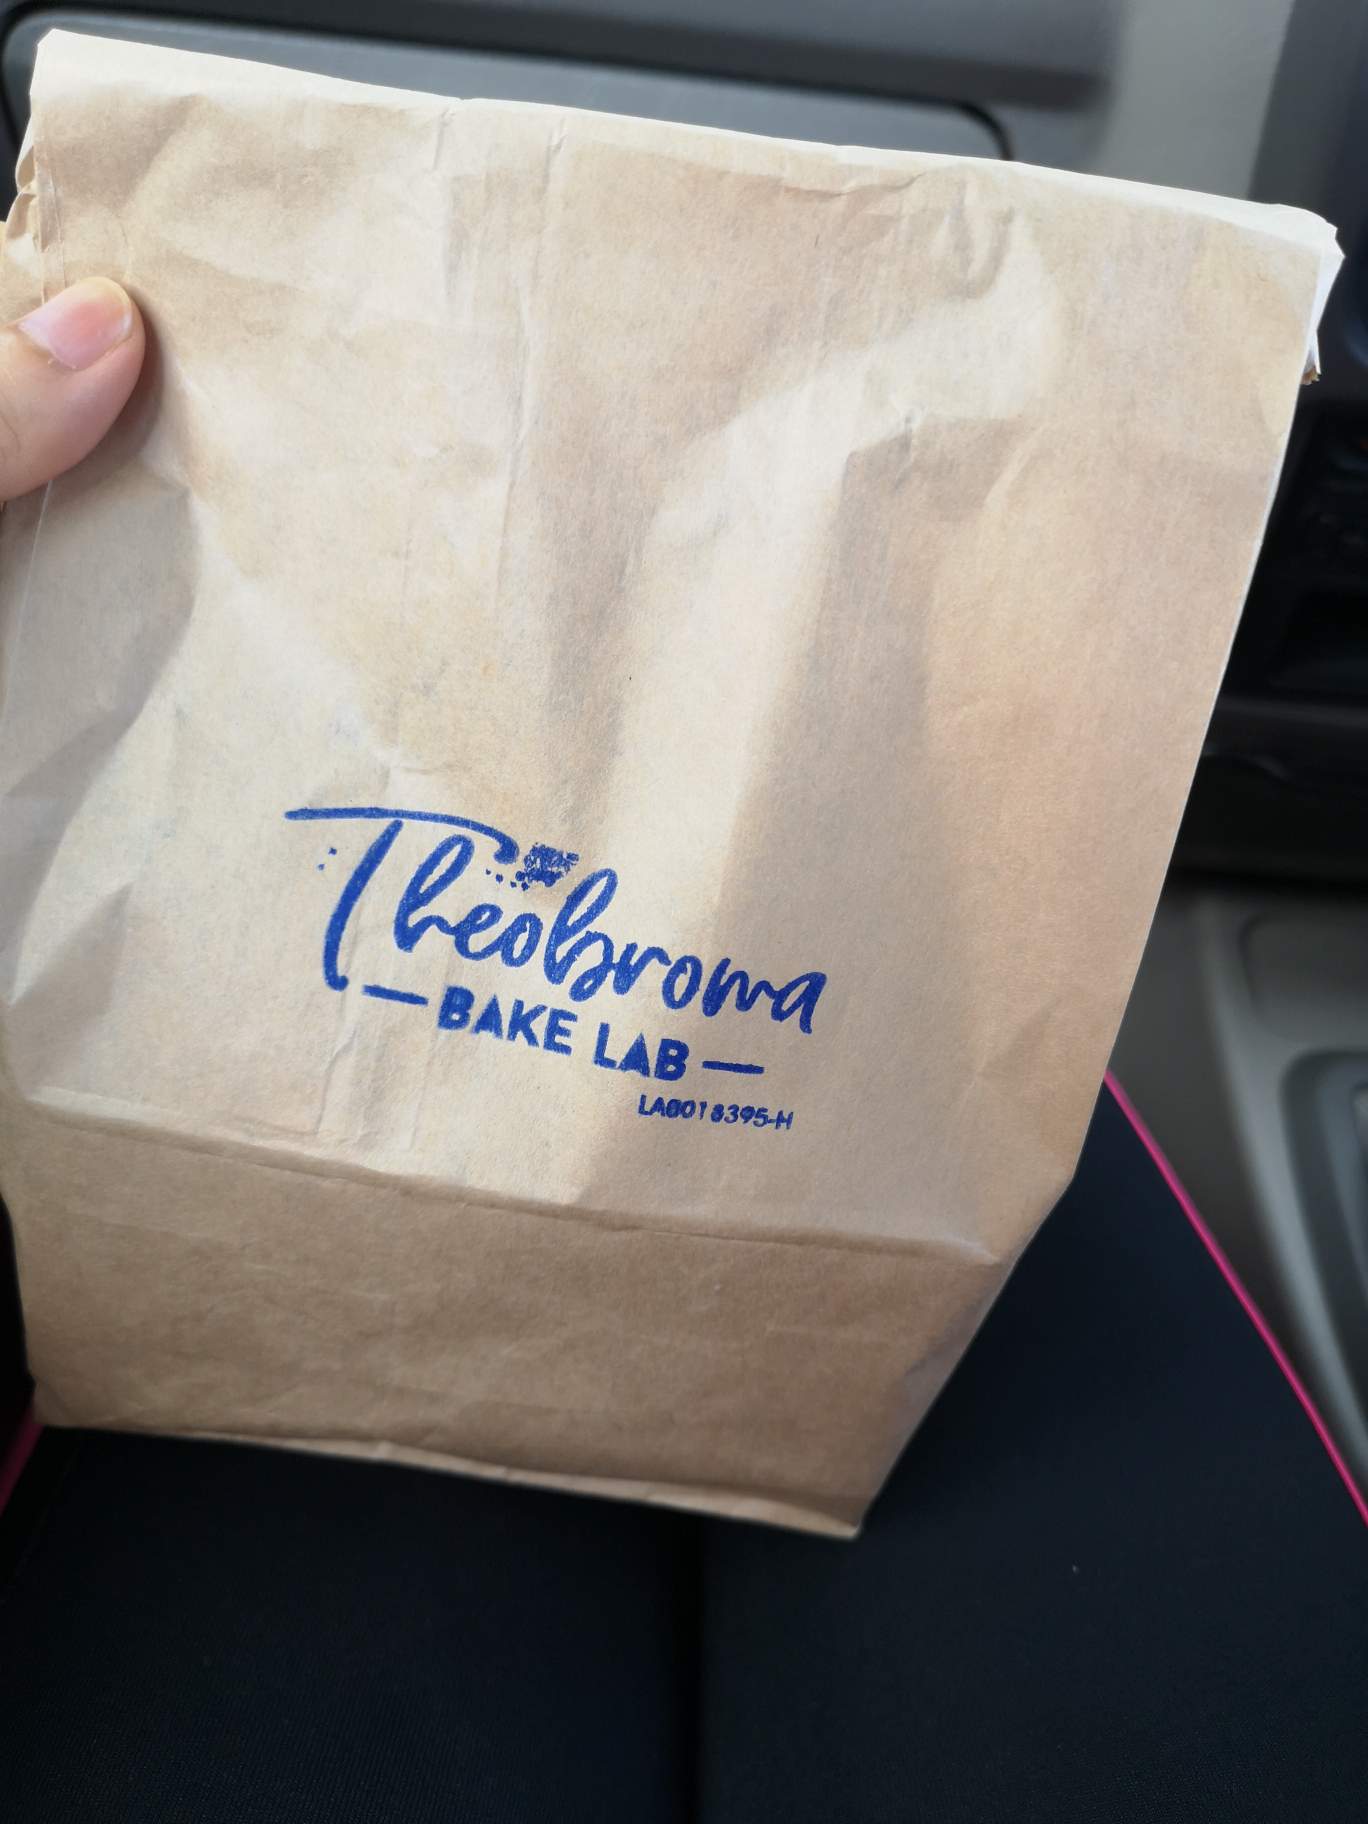 Theobroma
— BAKE LAB —
LA0018395-H